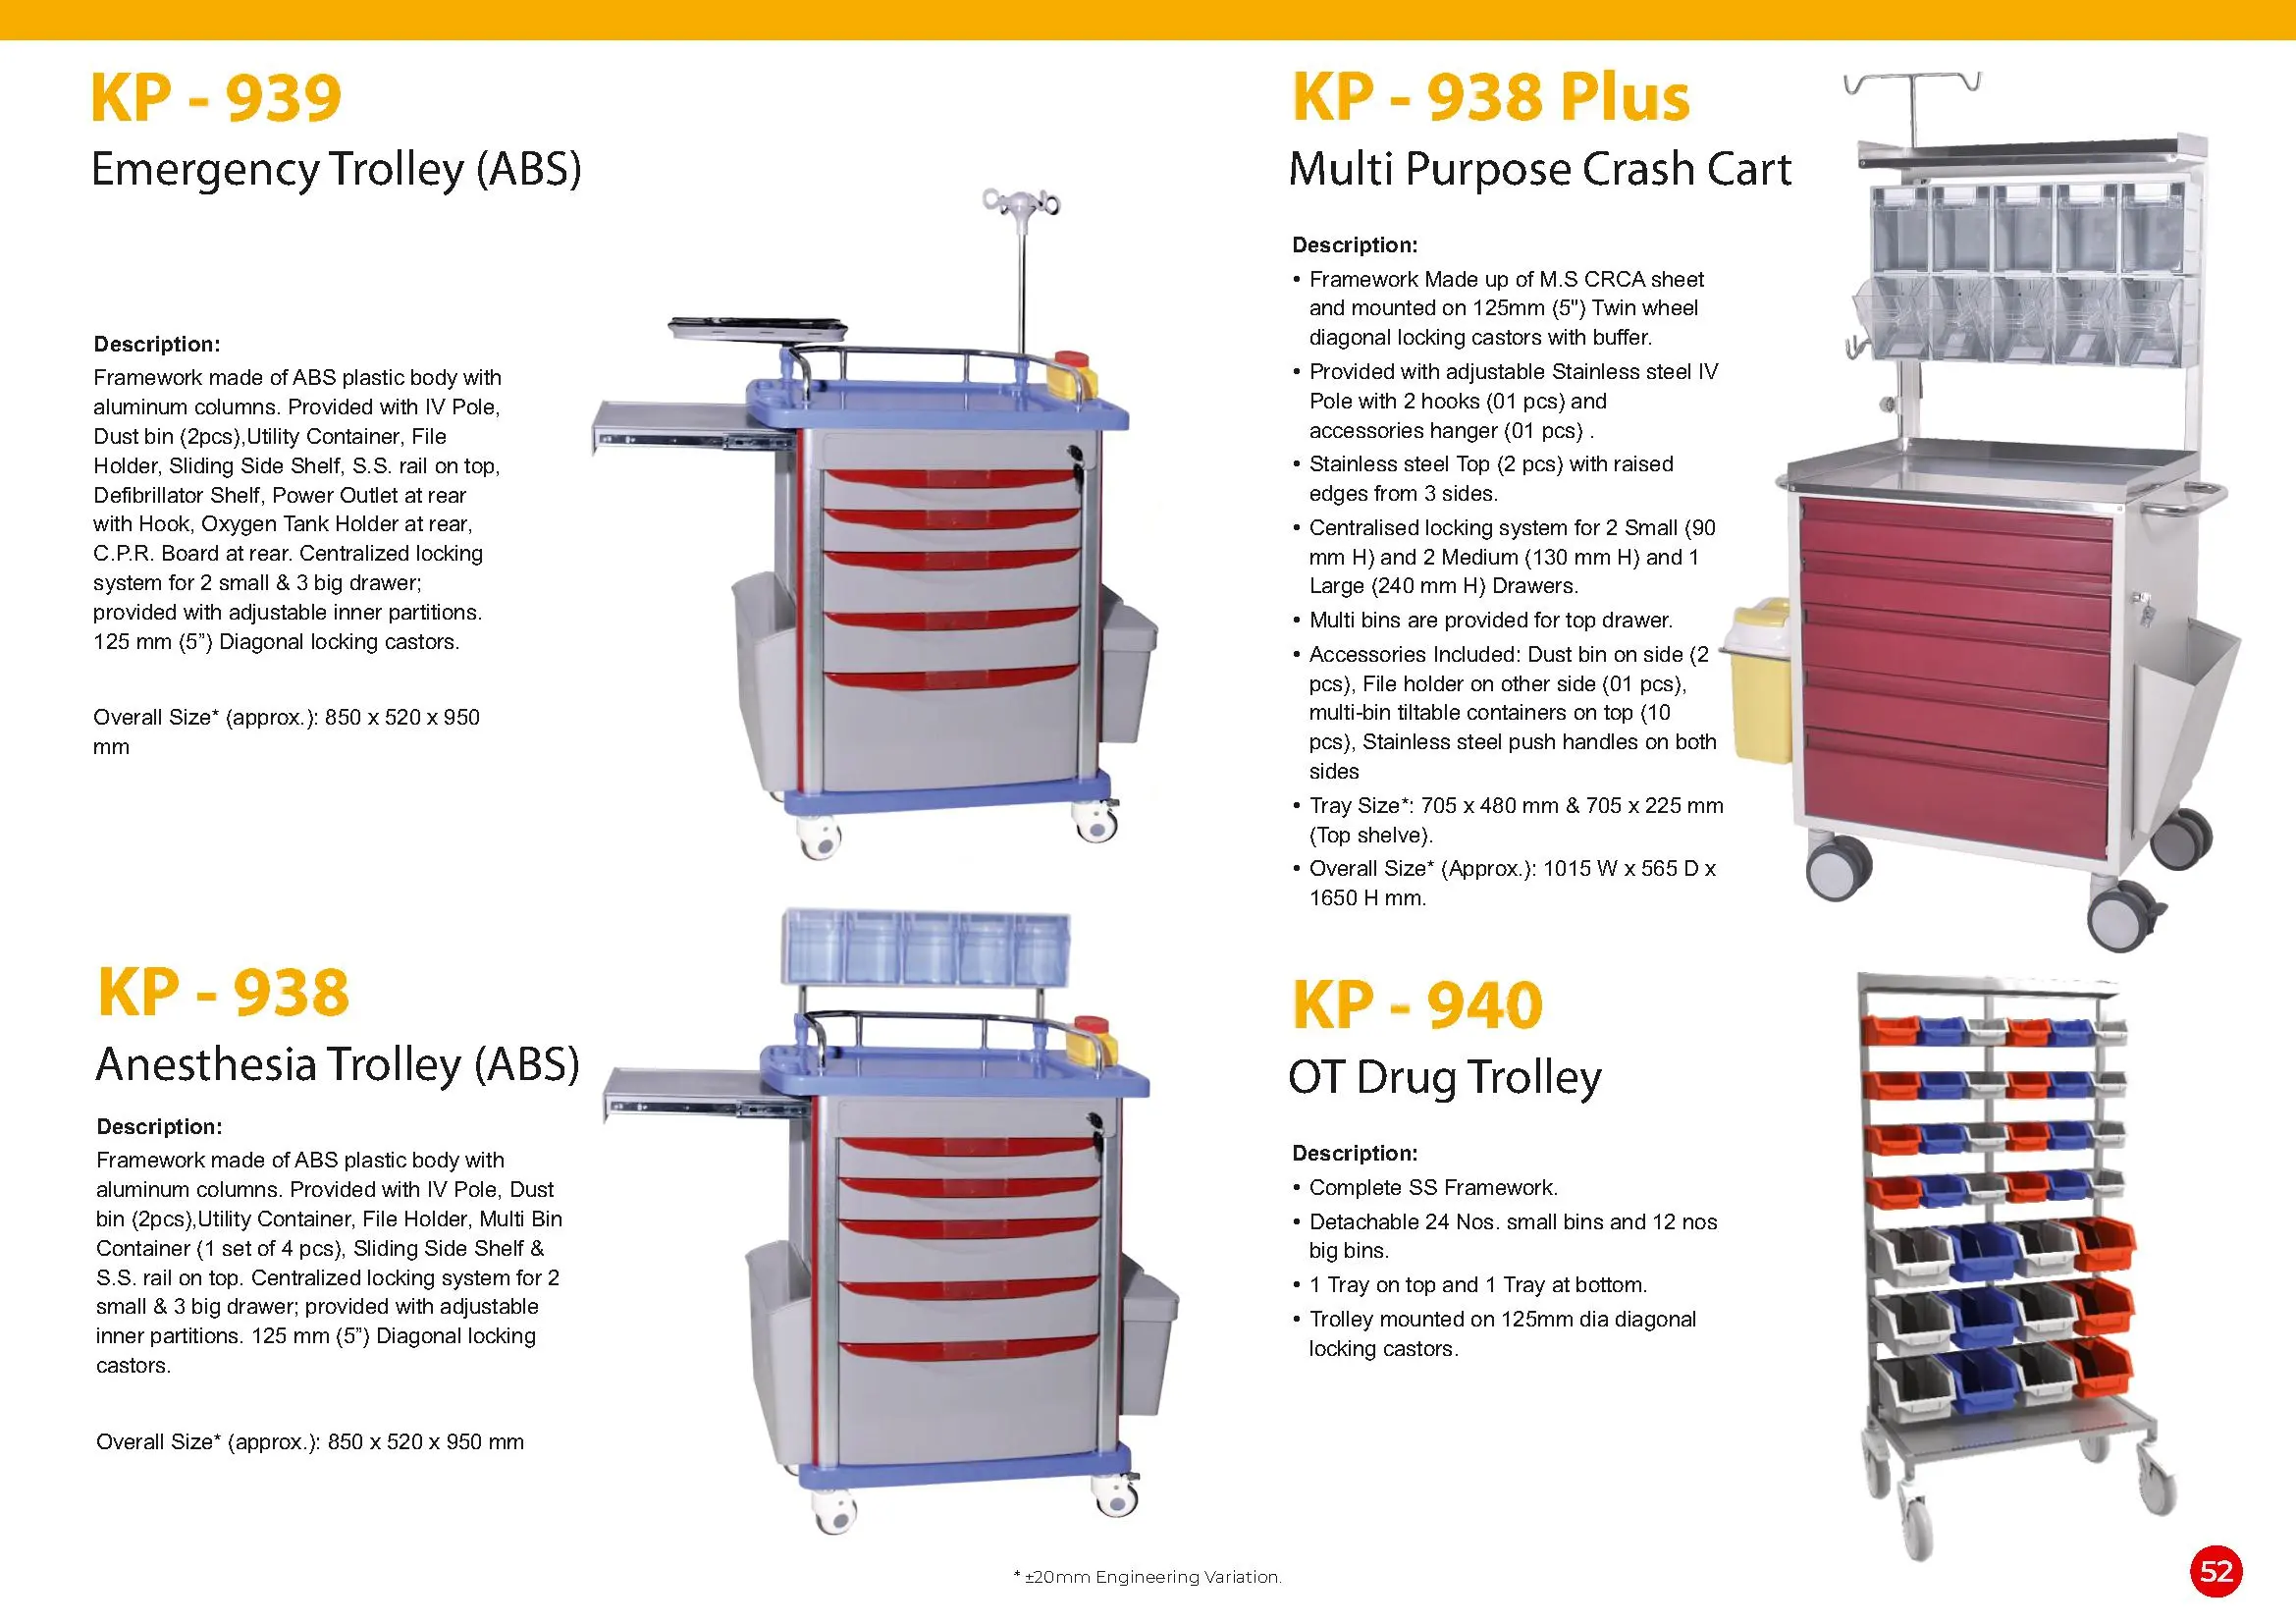 KP - 939
Emergency Trolley (ABS)
Description:
Framework made of ABS plastic body with
aluminum columns. Provided with IV Pole,
Dust bin (2pcs),Utility Container, File
Holder, Sliding Side Shelf, S.S. rail on top,
Defibrillator Shelf, Power Outlet at rear
with Hook, Oxygen Tank Holder at rear,
C.P.R. Board at rear. Centralized locking
system for 2 small & 3 big drawer;
provided with adjustable inner partitions.
125 mm (5”) Diagonal locking castors.
Overall Size* (approx.): 850 x 520 x 950
mm
KP - 938
Anesthesia Trolley (ABS)
Description:
Framework made of ABS plastic body with
aluminum columns. Provided with IV Pole, Dust
bin (2pcs),Utility Container, File Holder, Multi Bin
Container (1 set of 4 pcs), Sliding Side Shelf &
S.S. rail on top. Centralized locking system for 2
small & 3 big drawer; provided with adjustable
inner partitions. 125 mm (5”) Diagonal locking
castors.
Overall Size* (approx.): 850 x 520 x 950 mm
KP - 938 Plus
Multi Purpose Crash Cart
Description:
• Framework Made up of M.S CRCA sheet
and mounted on 125mm (5") Twin wheel
diagonal locking castors with buffer.
• Provided with adjustable Stainless steel IV
Pole with 2 hooks (01 pcs) and
accessories hanger (01 pcs) .
• Stainless steel Top (2 pcs) with raised
edges from 3 sides.
• Centralised locking system for 2 Small (90
mm H) and 2 Medium (130 mm H) and 1
Large (240 mm H) Drawers.
• Multi bins are provided for top drawer.
• Accessories Included: Dust bin on side (2
pcs), File holder on other side (01 pcs),
multi-bin tiltable containers on top (10
pcs), Stainless steel push handles on both
sides
• Tray Size*: 705 x 480 mm & 705 x 225 mm
(Top shelve).
• Overall Size* (Approx.): 1015 W x 565 D x
1650 H mm.
KP - 940
OT Drug Trolley
Description:
• Complete SS Framework.
• Detachable 24 Nos. small bins and 12 nos
big bins.
• 1 Tray on top and 1 Tray at bottom.
• Trolley mounted on 125mm dia diagonal
locking castors.
* ±20mm Engineering Variation.
52